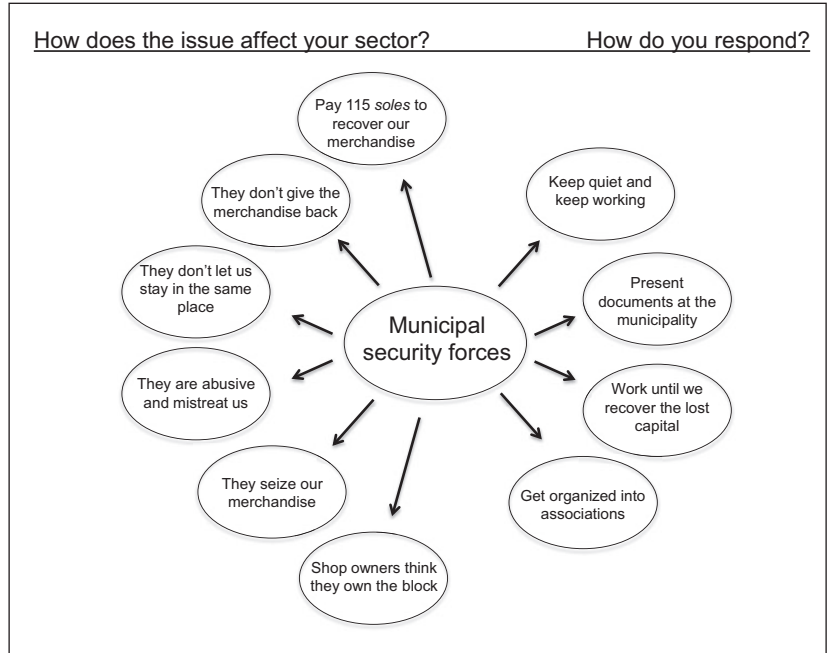 How does the issue affect your sector? How do you respond?
Pay 115 soles to
recover our
merchandise
They don’t give the
merchandise back
They don’t let us
stay in the same
place
They are abusive
and mistreat us
They seize our
merchandise
Shop owners think
they own the block
Municipal
security forces
Keep quiet and
keep working
Present
documents at the
municipality
Work until we
recover the lost
capital
Get organized into
associations